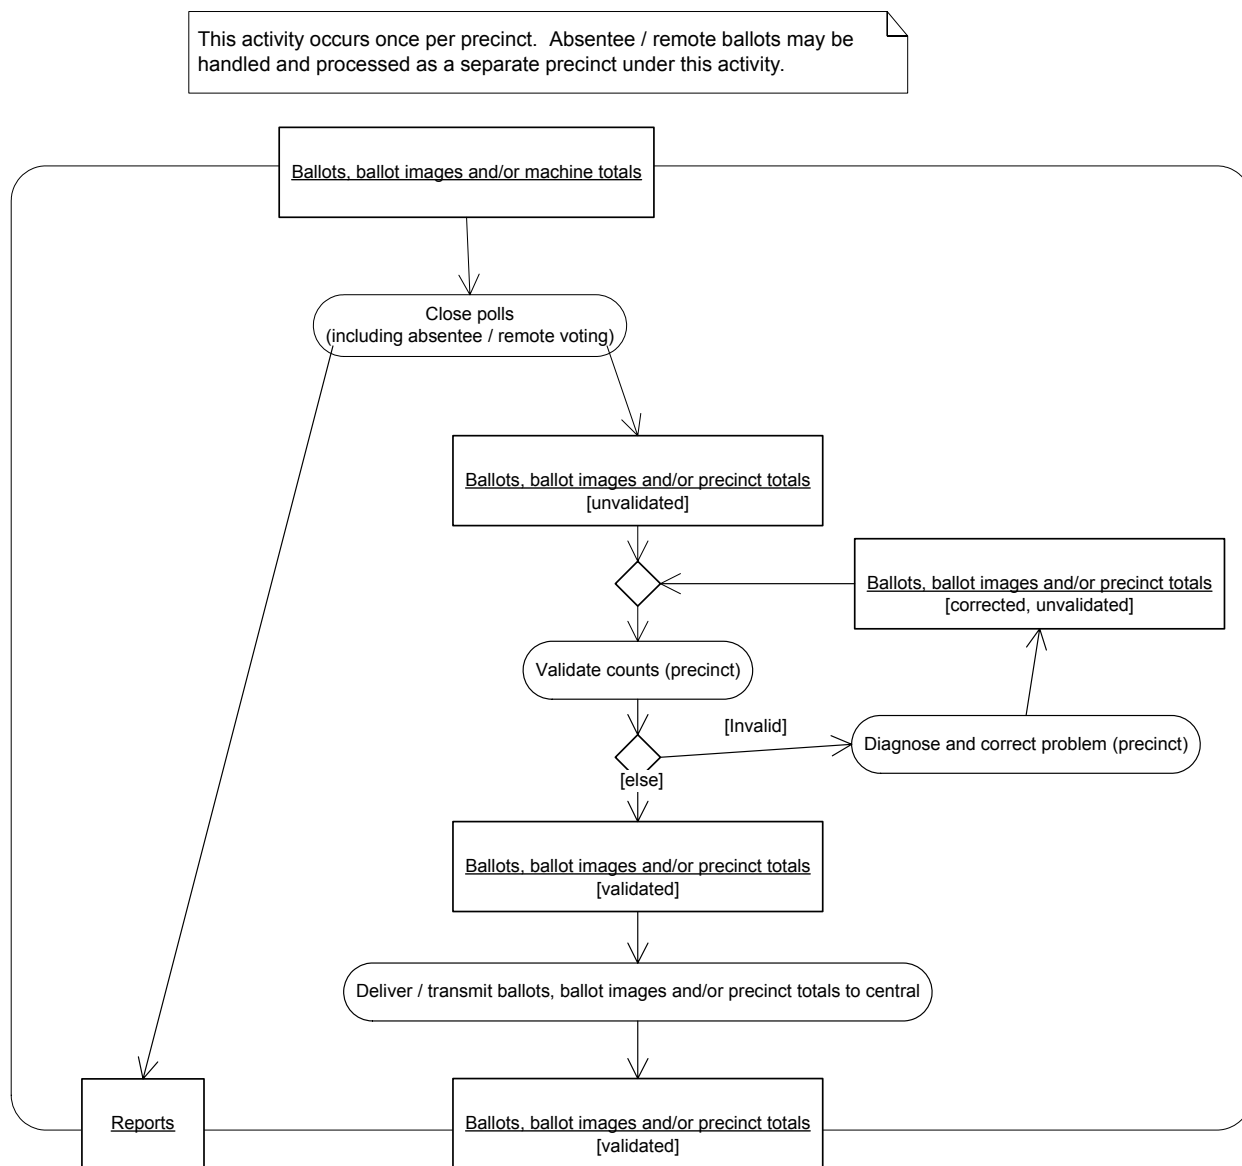 This activity occurs once per precinct.  Absentee / remote ballots may be
handled and processed as a separate precinct under this activity.
Ballots, ballot images and/or machine totals
Close polls
(including absentee / remote voting)
Ballots, ballot images and/or precinct totals
[unvalidated]
Ballots, ballot images and/or precinct totals
[corrected, unvalidated]
Validate counts (precinct)
[Invalid]
Diagnose and correct problem (precinct)
[else]
Ballots, ballot images and/or precinct totals
[validated]
Deliver / transmit ballots, ballot images and/or precinct totals to central
Reports
Ballots, ballot images and/or precinct totals
[validated]